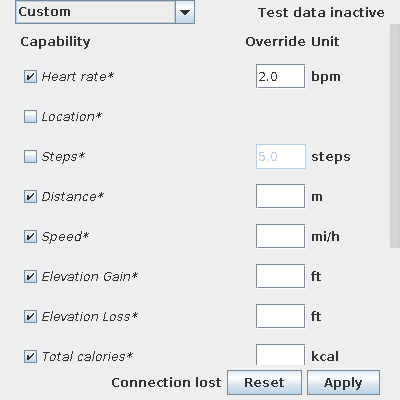 Custom Test data inactive
Capability Override Unit
Heart rate* 2.0 bpm
Location*
Steps* 5.0 steps
Distance* m
Speed* mi/h
Elevation Gain* ft
Elevation Loss* ft
Total calories* kcal
Connection lost Reset Apply